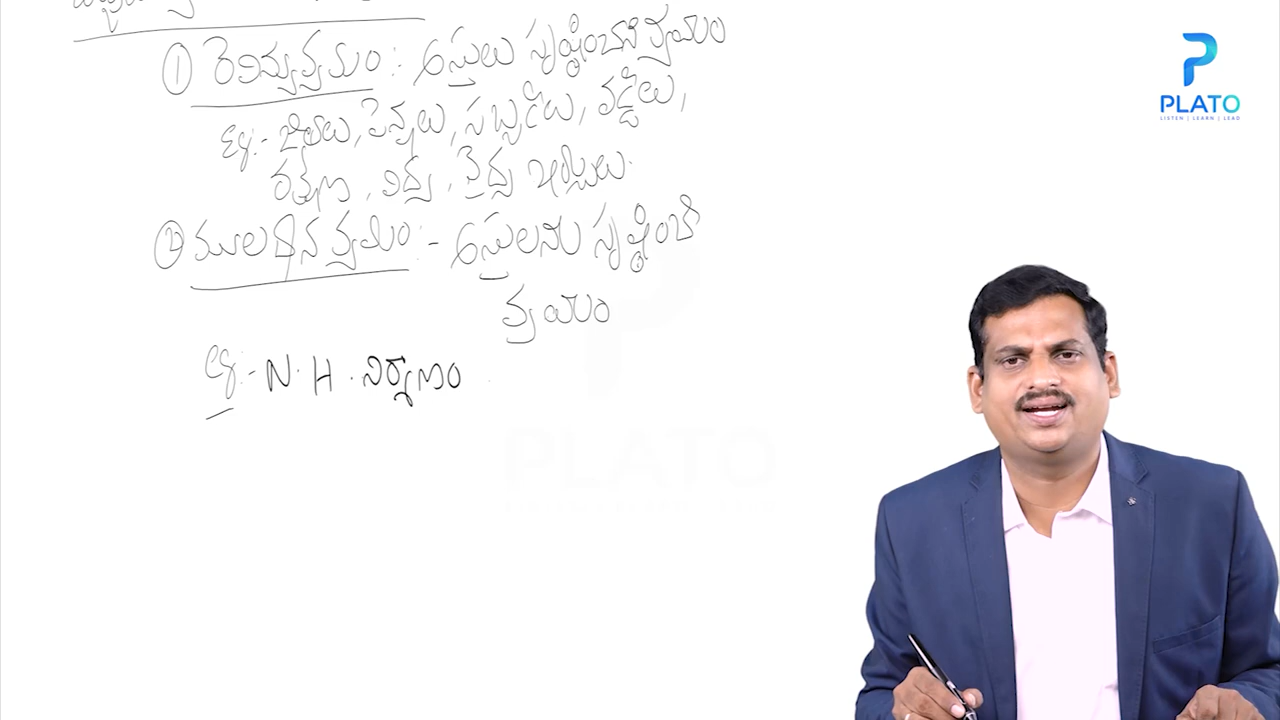 ① రెవిన్యువ్యయం : ఆస్తులు సృష్టించని వ్యయం
Eg:- జీతాలు, పెన్షనులు, సబ్సిడీలు, వడ్డీలు,
రక్షణ, విద్య, వైద్య ఖర్చులు.
② మూలధన వ్యయం :- ఆస్తులను సృష్టించే
వ్యయం
Eg:- N.H. నిర్మాణం
P
PLATO
LISTEN | LEARN | LEAD
PLATO